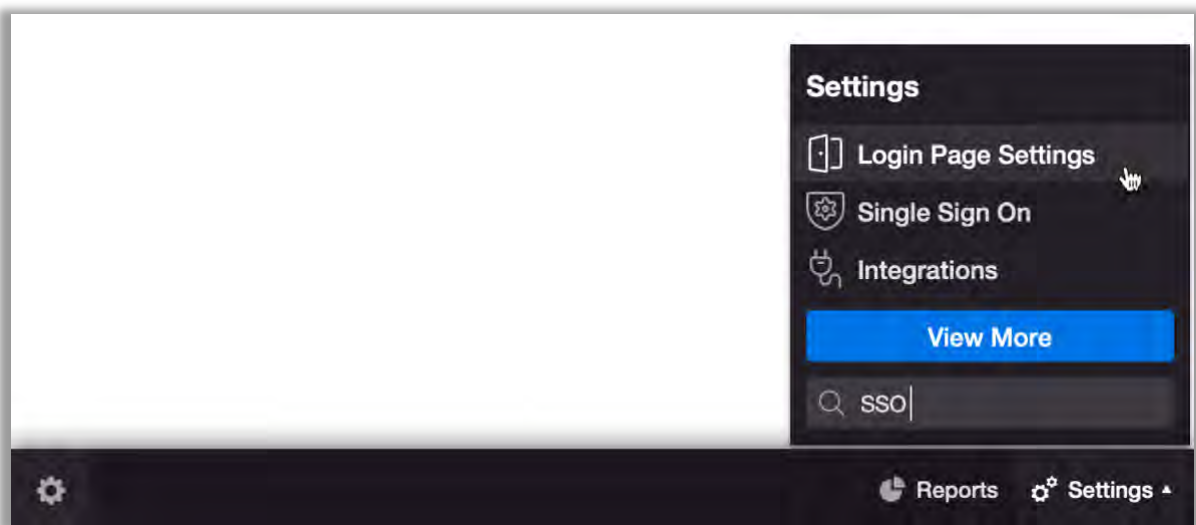 Settings
Login Page Settings
Single Sign On
Integrations
View More
SSO
Reports Settings